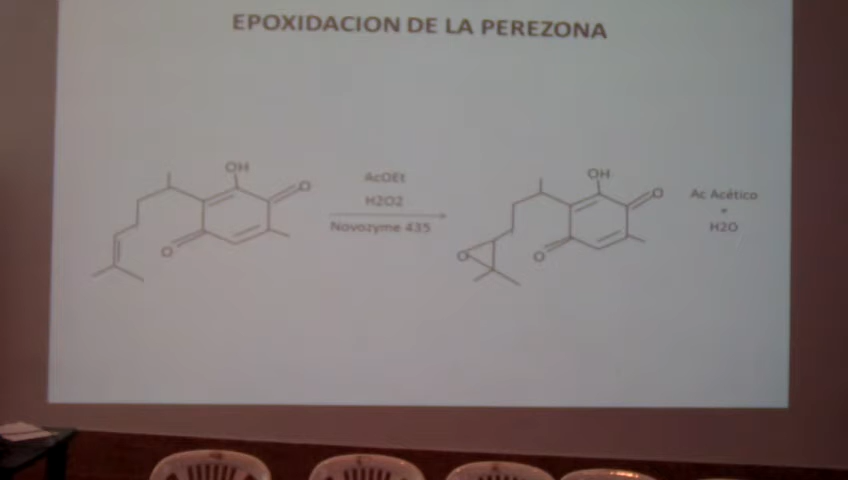 EPOXIDACION DE LA PEREZONA
OH
O
O
AcOEt
H2O2
Novozyme 435
OH
O
O
O
Ac Acético
+
H2O